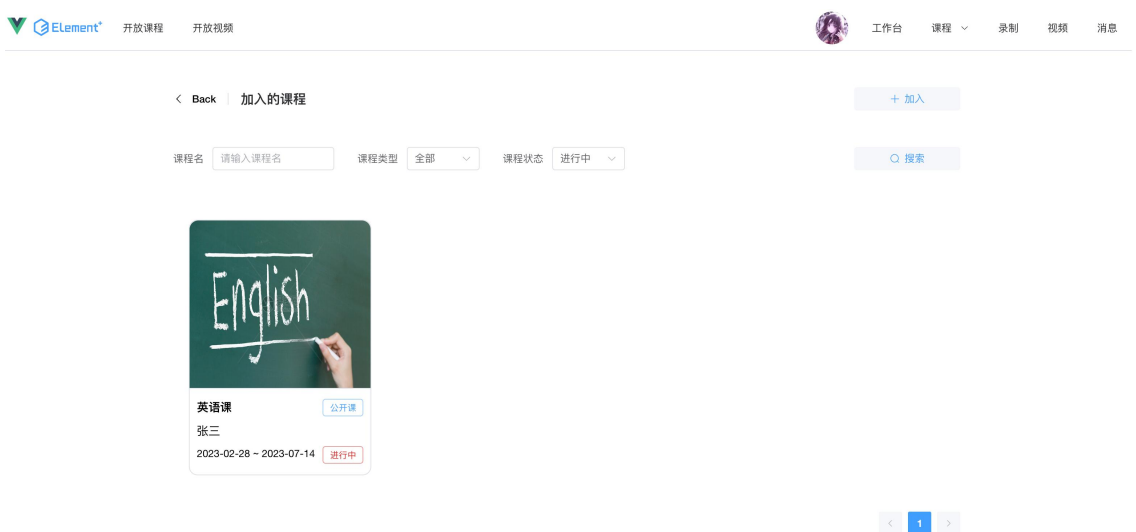 Element+ 开放课程 开放视频 工作台 课程 录制 视频 消息
Back 加入的课程 + 加入
课程名 请输入课程名 课程类型 全部 课程状态 进行中 搜索
English
英语课 公开课
张三
2023-02-28 ~ 2023-07-14 进行中
< 1 >